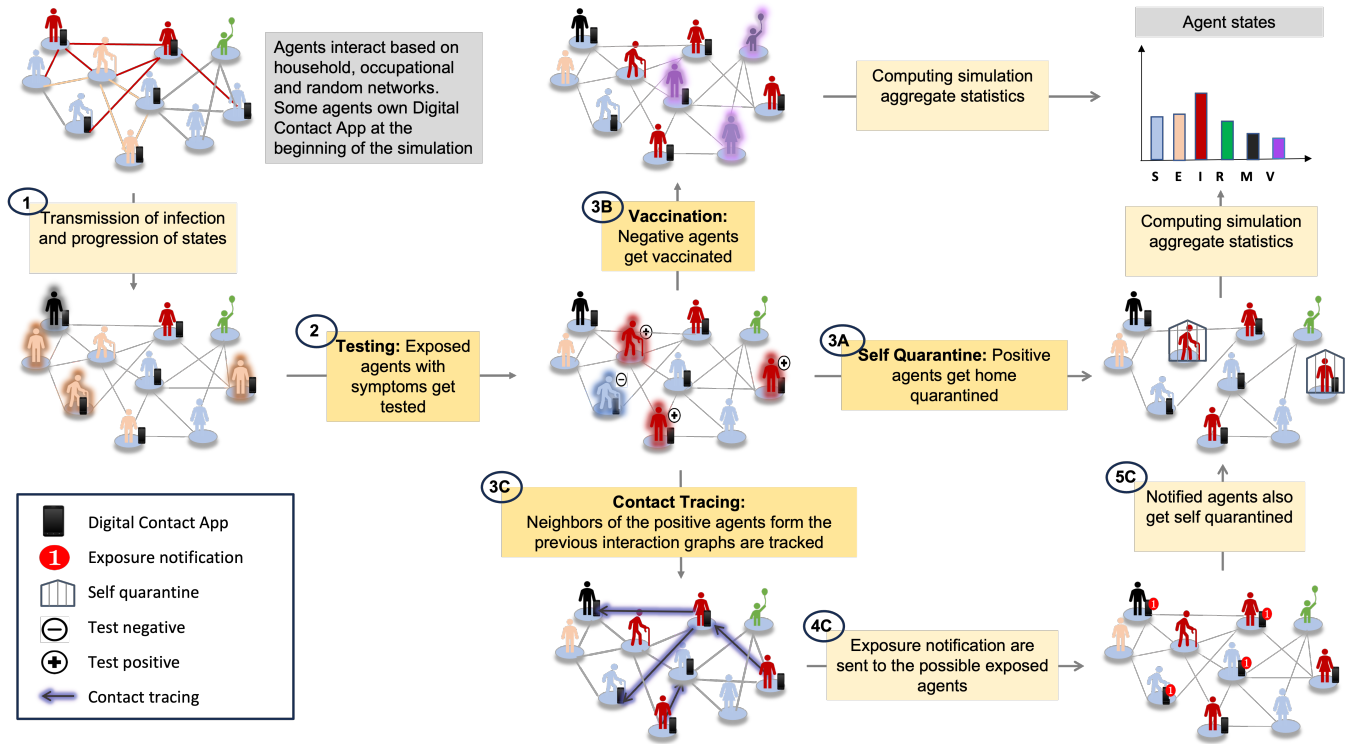 Agents interact based on
household, occupational
and random networks.
Some agents own Digital
Contact App at the
beginning of the simulation
Computing simulation
aggregate statistics
Agent states
S E I R M V
1
Transmission of infection
and progression of states
3B
Vaccination:
Negative agents
get vaccinated
Computing simulation
aggregate statistics
2
Testing: Exposed
agents with
symptoms get
tested
3A
Self Quarantine: Positive
agents get home
quarantined
3C
Contact Tracing:
Neighbors of the positive agents form the
previous interaction graphs are tracked
5C
Notified agents also
get self quarantined
Digital Contact App
1
Exposure notification
Self quarantine
Test negative
Test positive
Contact tracing
4C
Exposure notification are
sent to the possible exposed
agents
1
1
1
1